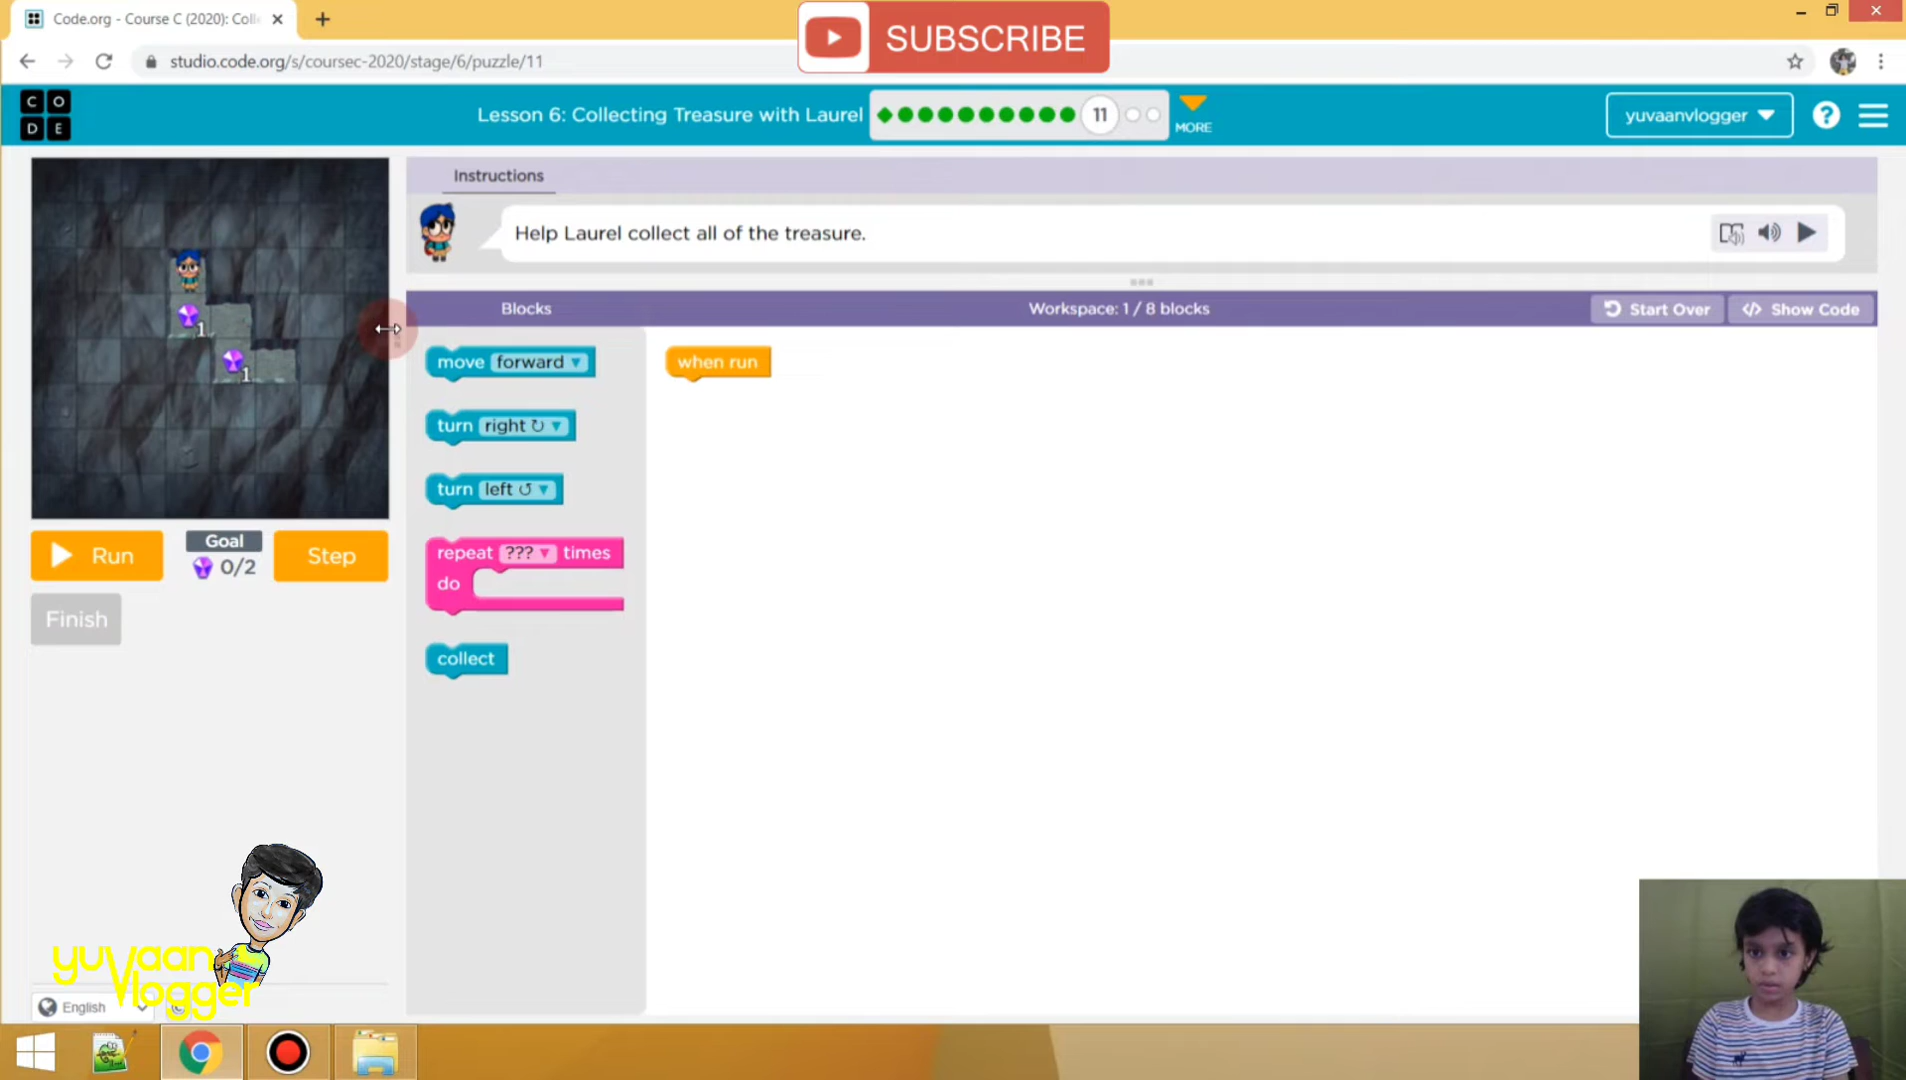 Code.org - Course C (2020): Coll
SUBSCRIBE
studio.code.org/s/coursec-2020/stage/6/puzzle/11
CO
DE
Lesson 6: Collecting Treasure with Laurel
11
MORE
yuvaanvlogger
?
Instructions
Help Laurel collect all of the treasure.
Blocks
Workspace: 1 / 8 blocks
Start Over
</> Show Code
1
1
move forward
when run
turn right
turn left
repeat ??? times
do
collect
Run
Goal
0/2
Step
Finish
yuvaan
Vlogger
English